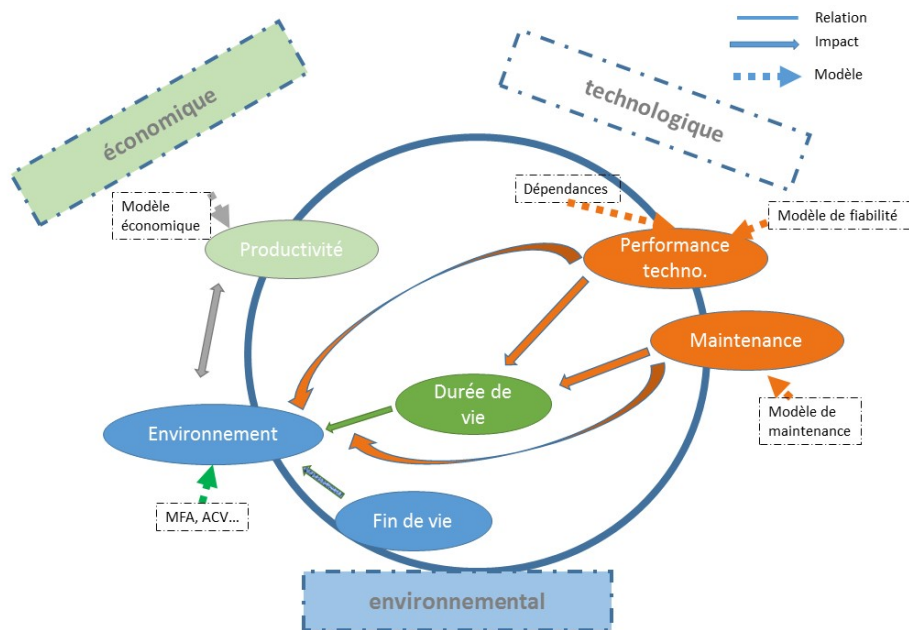 Relation
Impact
Modèle
économique
technologique
Dépendances
Modèle
économique
Modèle de fiabilité
Productivité
Performance
techno.
Maintenance
Durée de
vie
Environnement
Modèle de
maintenance
MFA, ACV...
Fin de vie
environnemental